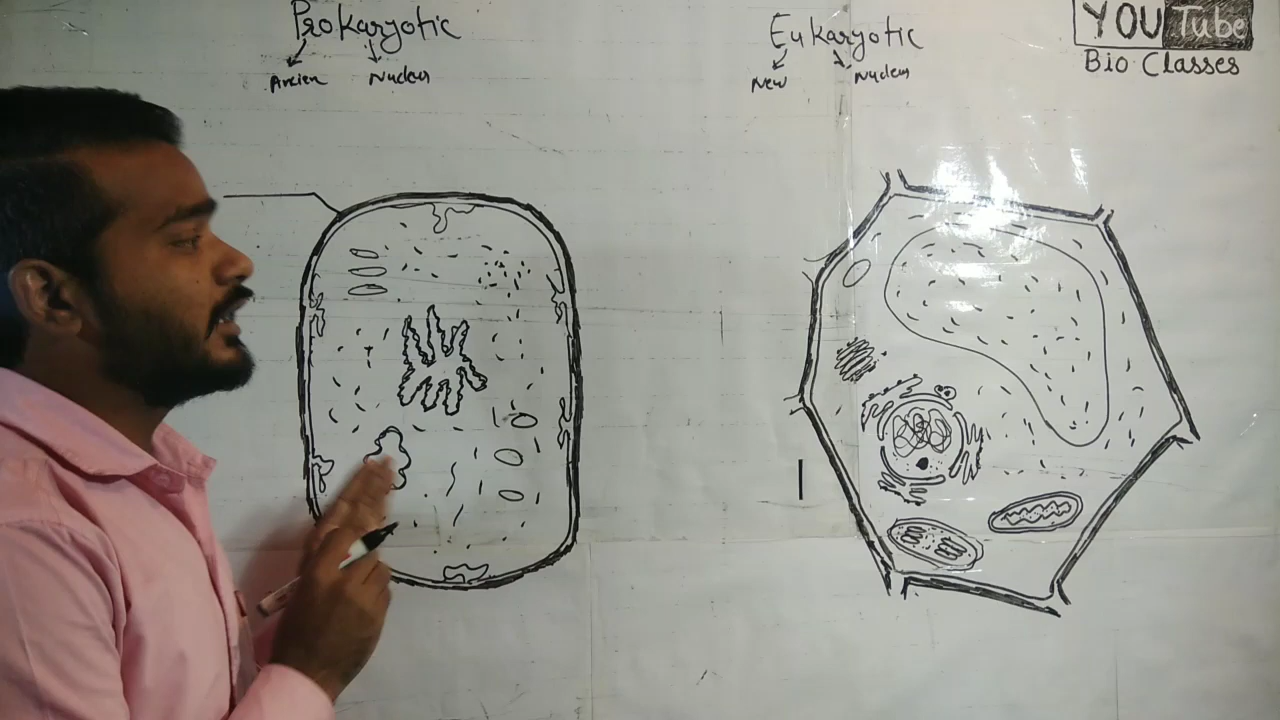 Prokaryotic
Ancien
Nucleus
Eukaryotic
New
Nucleus
YOU Tube
Bio Classes